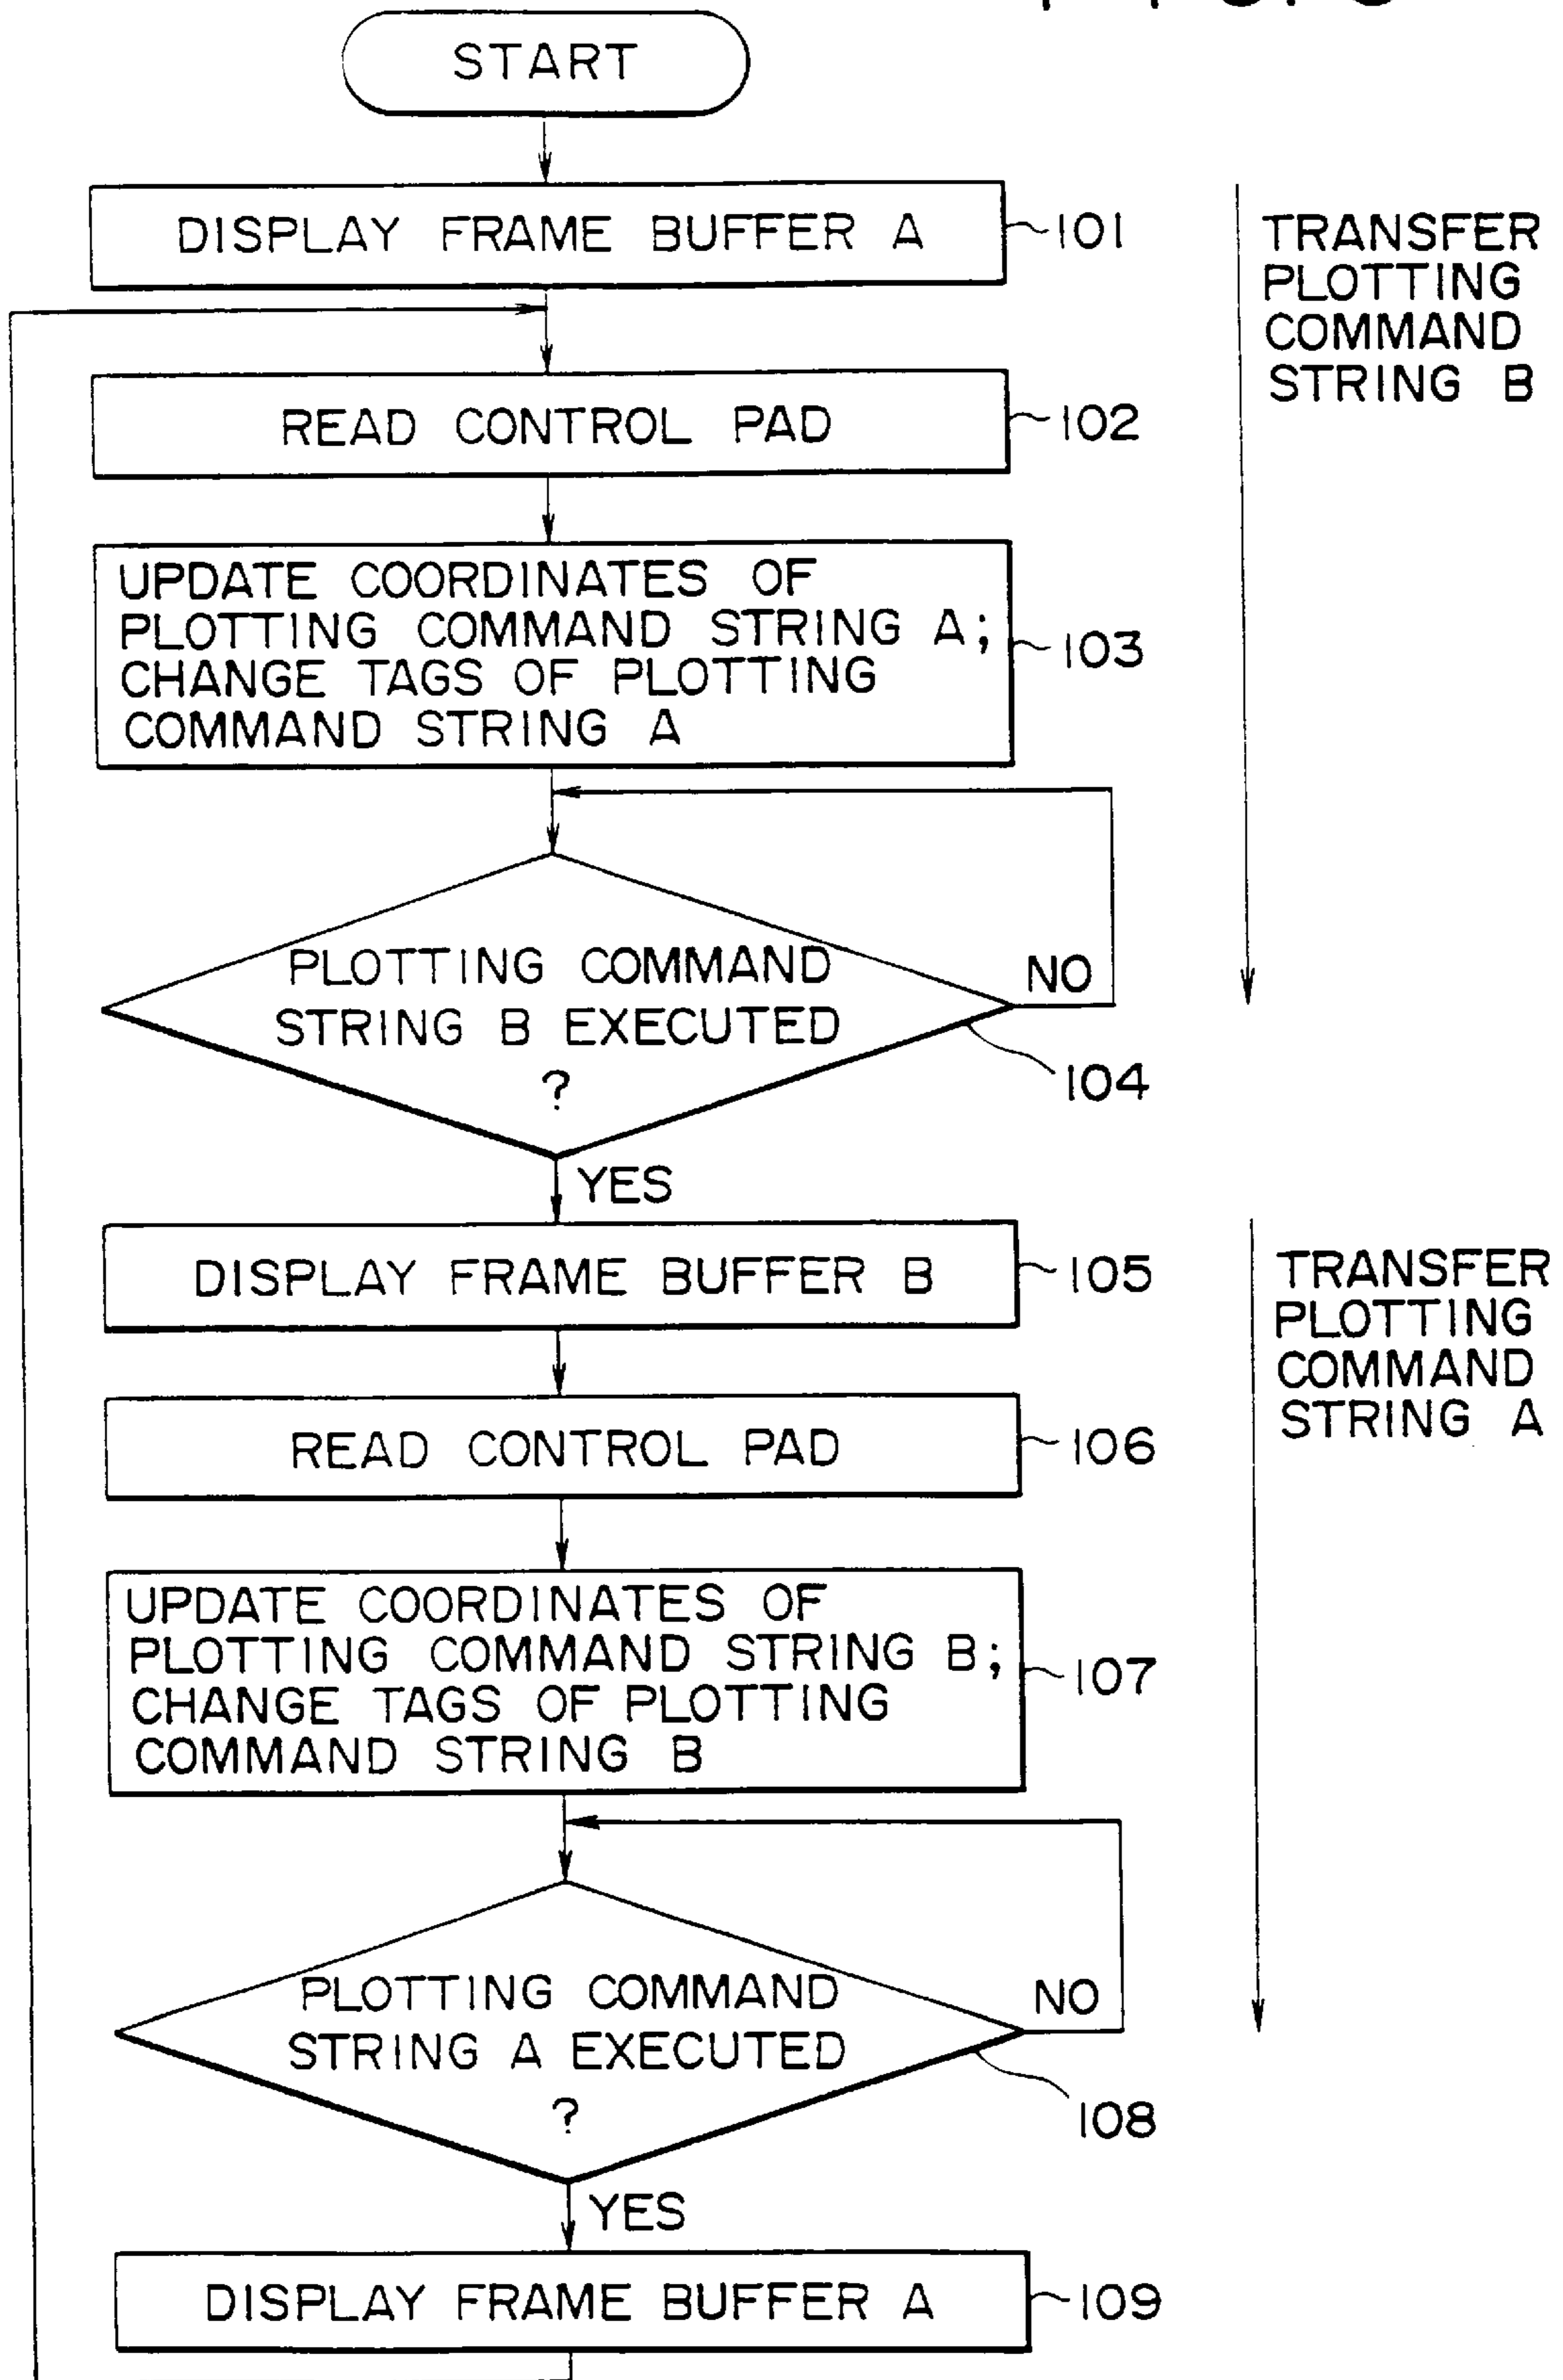 START
DISPLAY FRAME BUFFER A
101
TRANSFER
PLOTTING
COMMAND
STRING B
READ CONTROL PAD
102
UPDATE COORDINATES OF
PLOTTING COMMAND STRING A;
CHANGE TAGS OF PLOTTING
COMMAND STRING A
103
PLOTTING COMMAND
STRING B EXECUTED
?
NO
104
YES
DISPLAY FRAME BUFFER B
105
TRANSFER
PLOTTING
COMMAND
STRING A
READ CONTROL PAD
106
UPDATE COORDINATES OF
PLOTTING COMMAND STRING B;
CHANGE TAGS OF PLOTTING
COMMAND STRING B
107
PLOTTING COMMAND
STRING A EXECUTED
?
NO
108
YES
DISPLAY FRAME BUFFER A
109